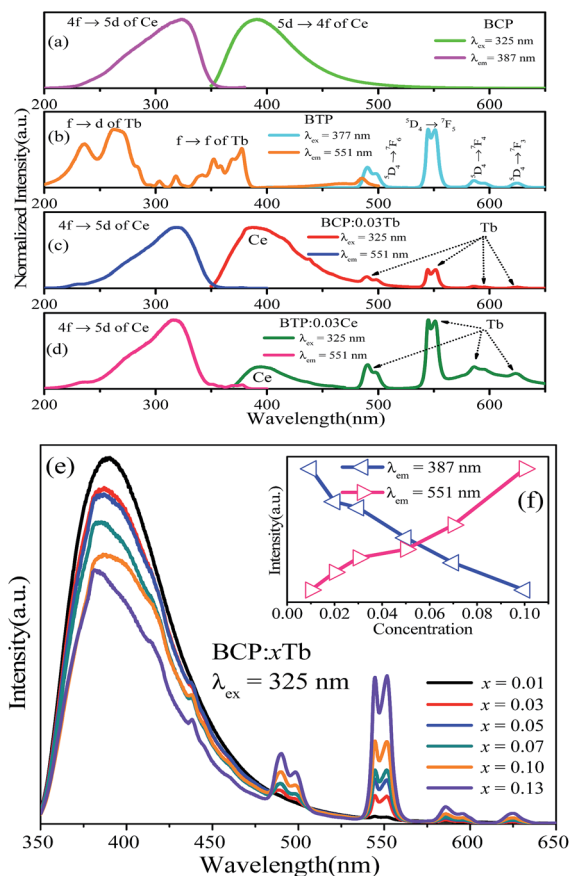 Normalized Intensity(a.u.)
4f → 5d of Ce
5d → 4f of Ce
BCP
λex = 325 nm
λem = 387 nm
(a)
200 300 400 500 600
f → d of Tb
f → f of Tb
BTP
λex = 377 nm
λem = 551 nm
(b)
⁵D₄→⁷F₆
⁵D₄ → ⁷F₅
⁵D₄→⁷F₄
⁵D₄→⁷F₃
200 300 400 500 600
4f → 5d of Ce
BCP:0.03Tb
λex = 325 nm
λem = 551 nm
Ce
Tb
(c)
200 300 400 500 600
4f → 5d of Ce
BTP:0.03Ce
λex = 325 nm
λem = 551 nm
Ce
Tb
(d)
200 300 400 500 600
Wavelength(nm)
(e)
Intensity(a.u.)
BCP:xTb
λex = 325 nm
x = 0.01
x = 0.03
x = 0.05
x = 0.07
x = 0.10
x = 0.13
350 400 450 500 550 600 650
Wavelength(nm)
(f)
λem = 387 nm
λem = 551 nm
Intensity(a.u.)
0.00 0.02 0.04 0.06 0.08 0.10
Concentration